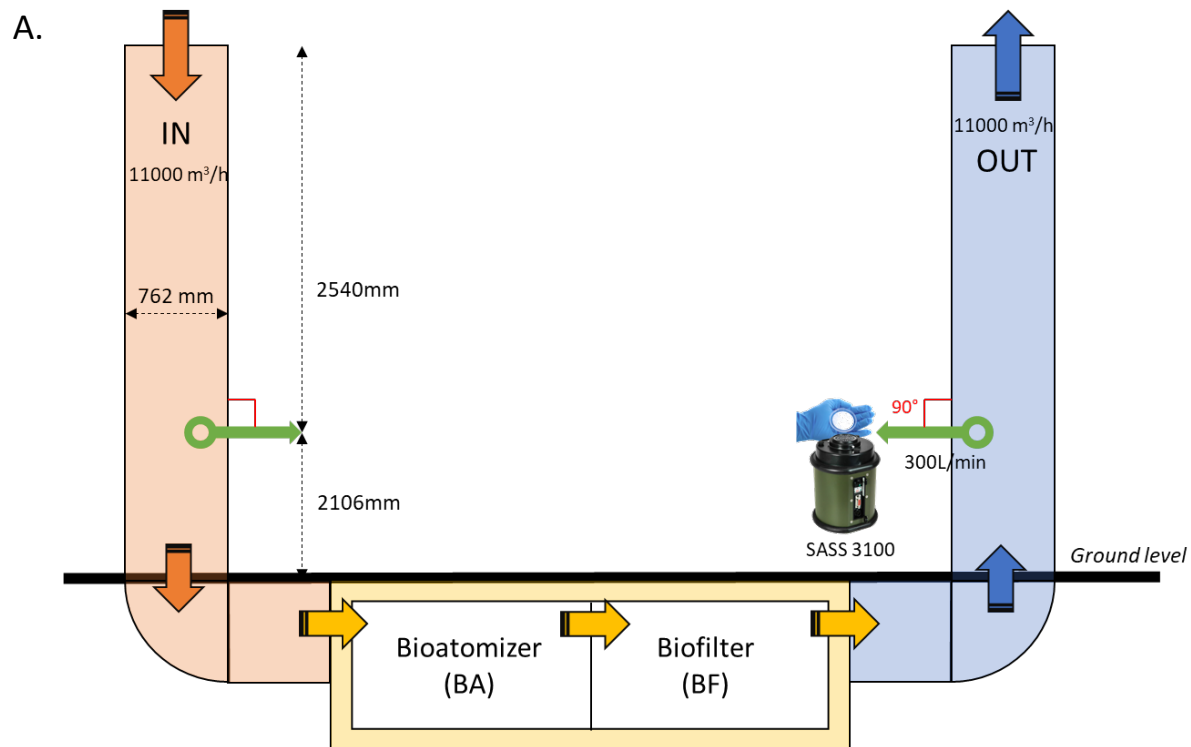 A.
IN
11000 m³/h
11000 m³/h
OUT
762 mm
2540mm
90°
300L/min
2106mm
SASS 3100
Ground level
Bioatomizer
(BA)
Biofilter
(BF)